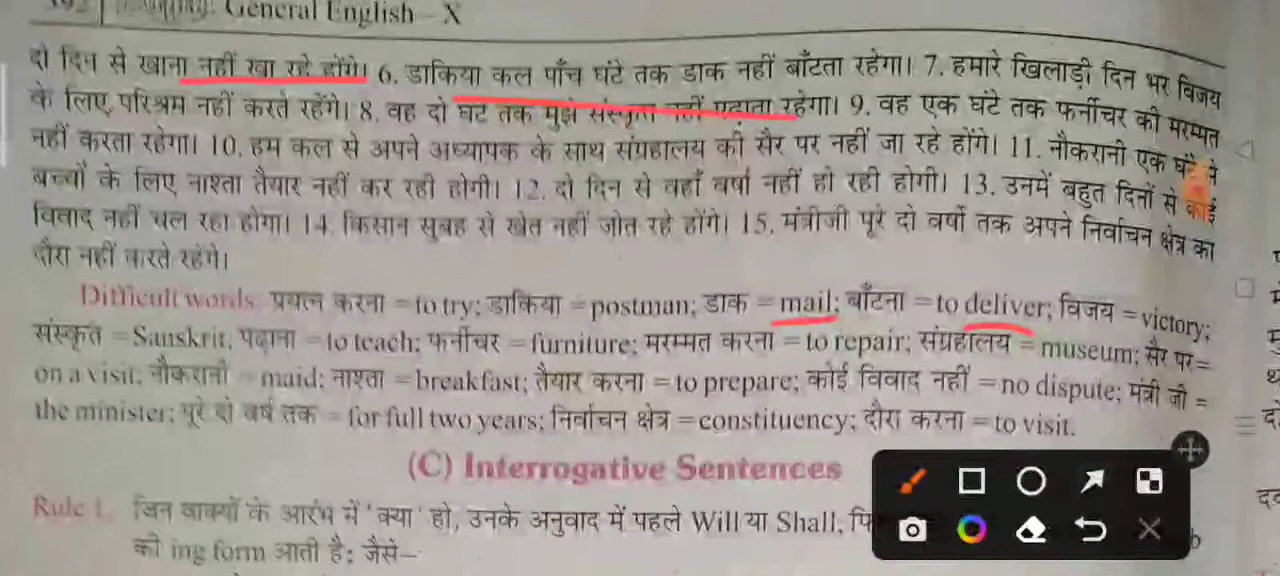 General English – X
दो दिन से खाना नहीं खा रहे होंगे। 6. डाकिया कल पाँच घंटे तक डाक नहीं बाँटता रहेगा। 7. हमारे खिलाड़ी दिन भर विजय
के लिए परिश्रम नहीं करते रहेंगे। 8. वह दो घंटे तक मुझे संस्कृत नहीं पढ़ाता रहेगा। 9. वह एक घंटे तक फर्नीचर की मरम्मत
नहीं करता रहेगा। 10. हम कल से अपने अध्यापक के साथ संग्रहालय की सैर पर नहीं जा रहे होंगे। 11. नौकरानी एक घंटे से
बच्चों के लिए नाश्ता तैयार नहीं कर रही होगी। 12. दो दिन से वहाँ वर्षा नहीं हो रही होगी। 13. उनमें बहुत दिनों से कोई
विवाद नहीं चल रहा होगा। 14. किसान सुबह से खेत नहीं जोत रहे होंगे। 15. मंत्रीजी पूरे दो वर्षों तक अपने निर्वाचन क्षेत्र का
दौरा नहीं करते रहेंगे।
Difficult words: प्रयत्न करना = to try; डाकिया = postman; डाक = mail; बाँटना = to deliver; विजय = victory;
संस्कृत = Sanskrit, पढ़ाना = to teach; फर्नीचर = furniture; मरम्मत करना = to repair; संग्रहालय = museum; सैर पर =
on a visit; नौकरानी = maid; नाश्ता = breakfast; तैयार करना = to prepare; कोई विवाद नहीं = no dispute; मंत्री जी =
the minister; पूरे दो वर्ष तक = for full two years; निर्वाचन क्षेत्र = constituency; दौरा करना = to visit.
(C) Interrogative Sentences
Rule 1. जिन वाक्यों के आरंभ में 'क्या' हो, उनके अनुवाद में पहले Will या Shall,
की ing form आती है; जैसे–